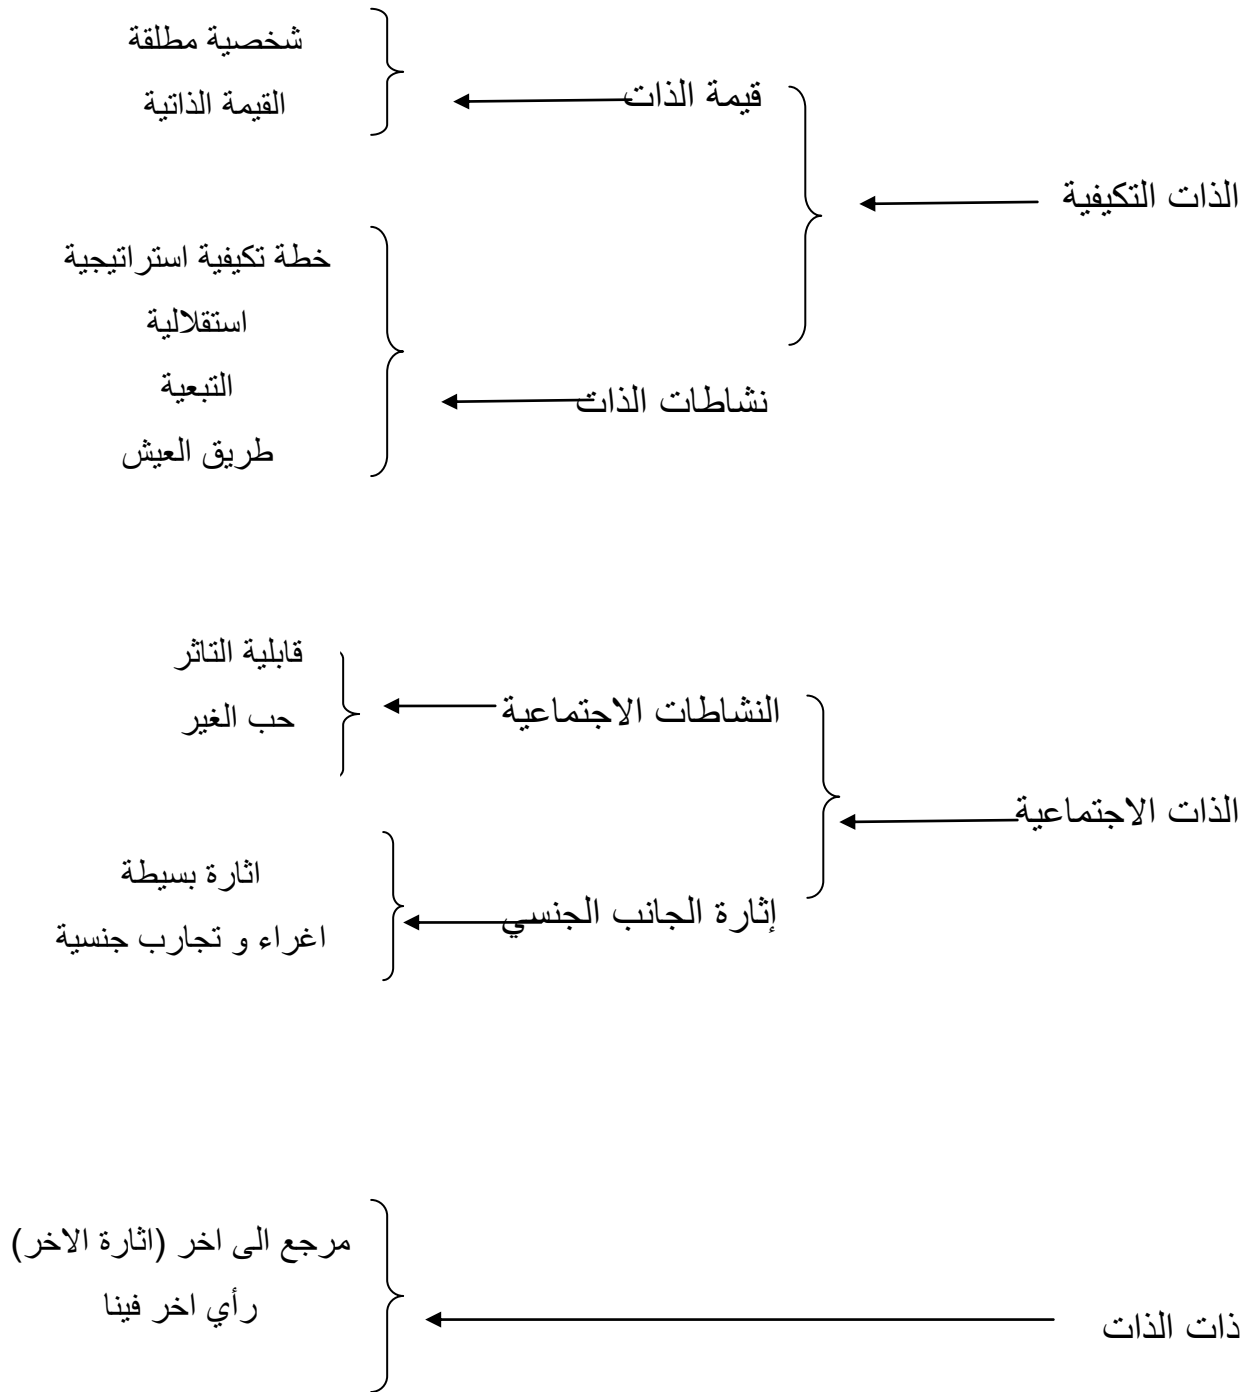 شخصية مطلقة
القيمة الذاتية
قيمة الذات
الذات التكيفية
خطة تكيفية استراتيجية
استقلالية
التبعية
طريق العيش
نشاطات الذات
قابلية التاثر
حب الغير
النشاطات الاجتماعية
الذات الاجتماعية
اثارة بسيطة
اغراء و تجارب جنسية
إثارة الجانب الجنسي
مرجع الى اخر (اثارة الاخر)
رأي اخر فينا
ذات الذات